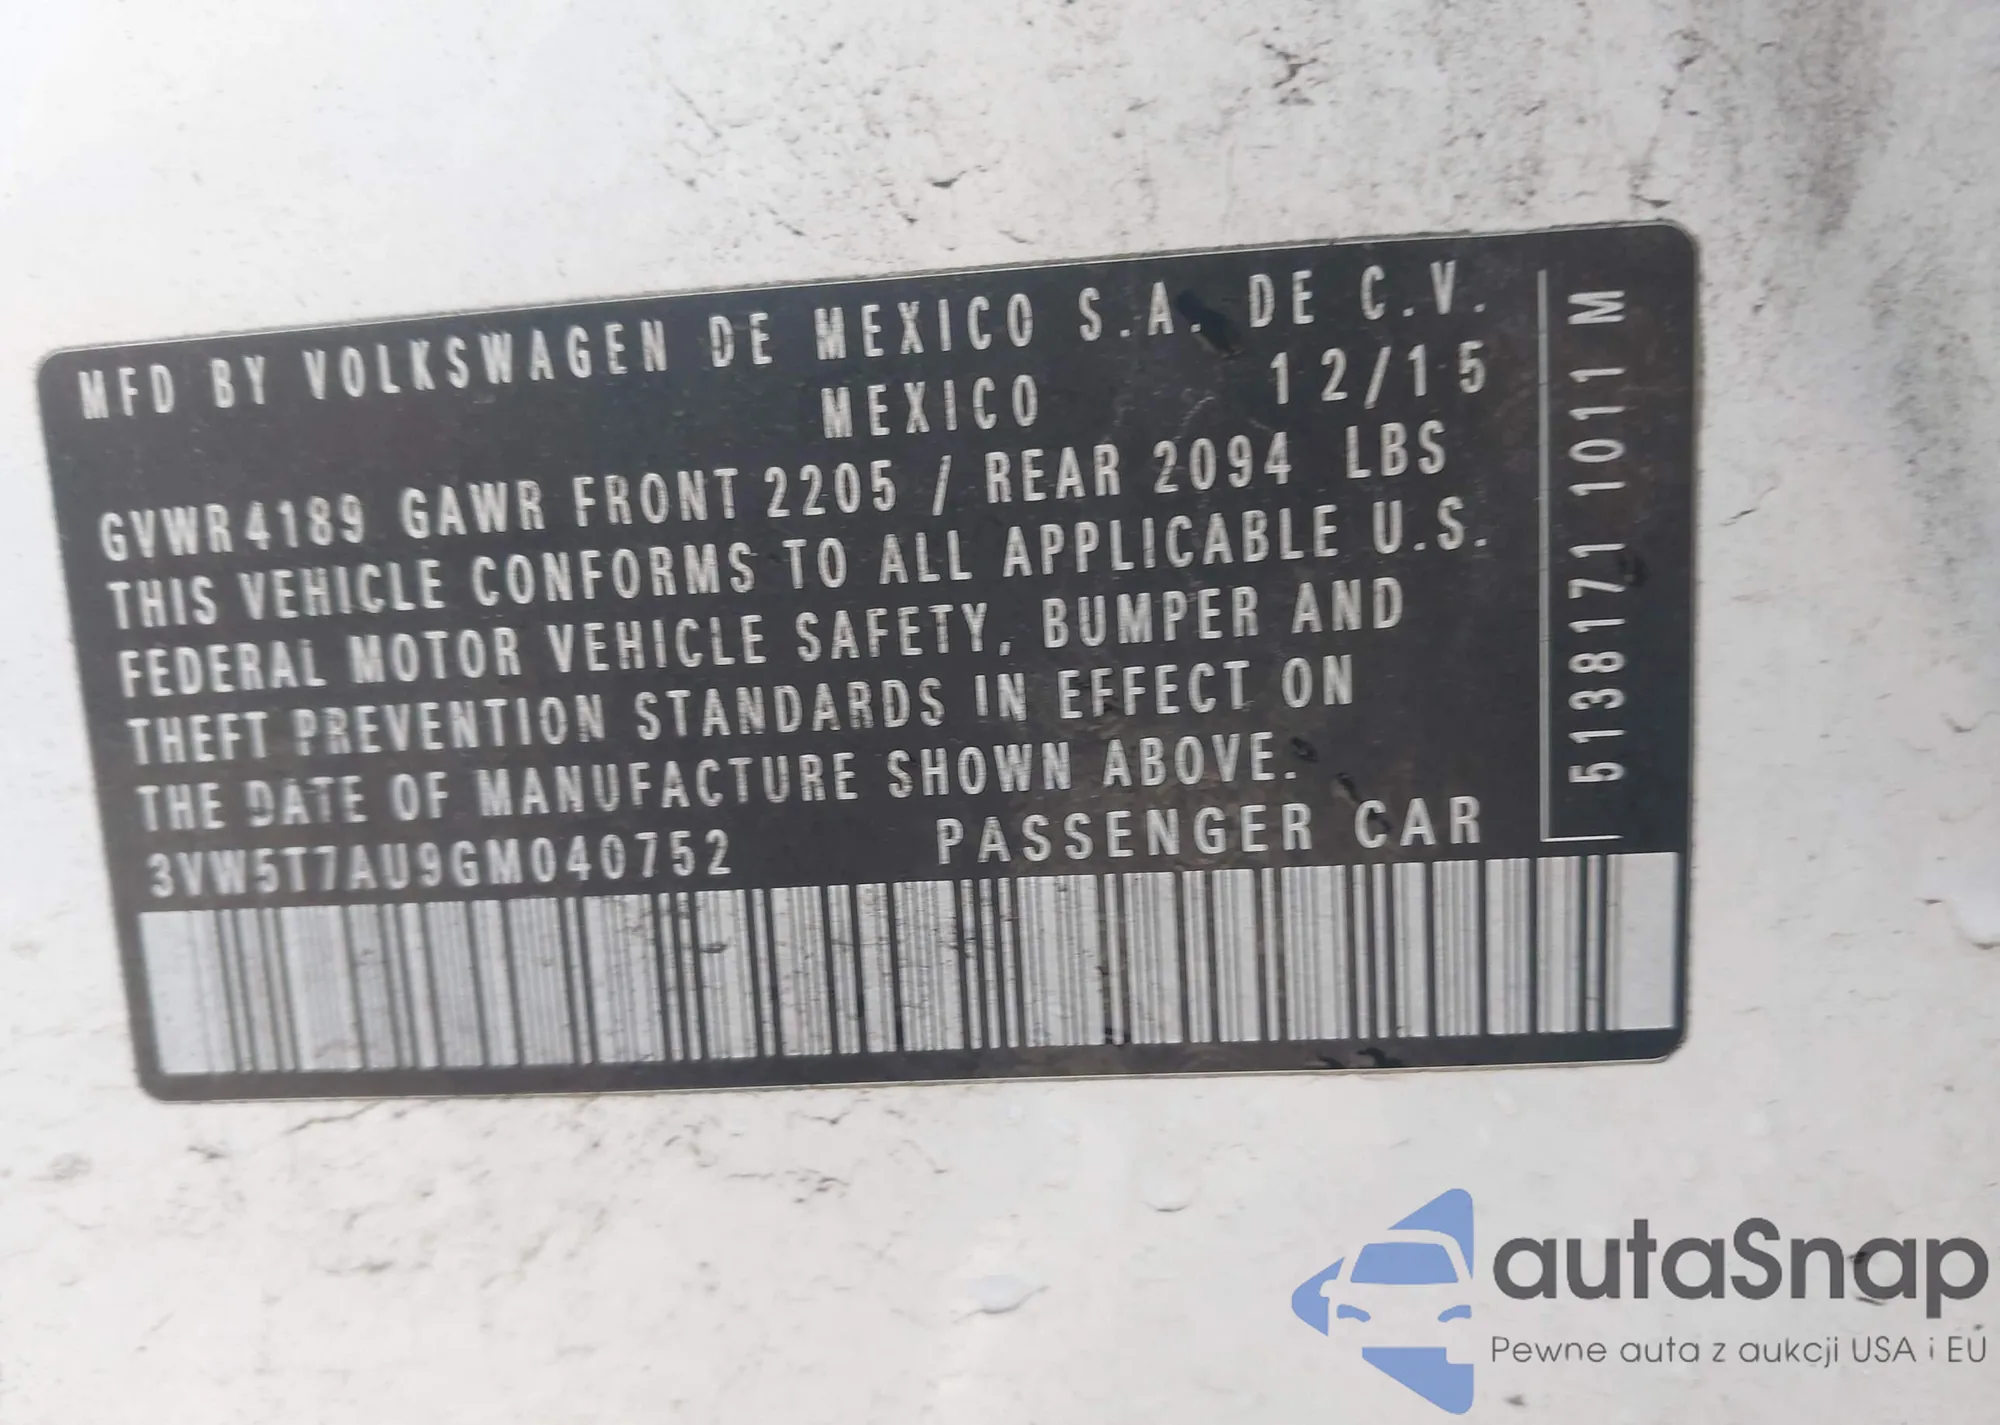 MFD BY VOLKSWAGEN DE MEXICO S.A. DE C.V.
MEXICO 12/15
GVWR 4189 GAWR FRONT 2205 / REAR 2094 LBS
THIS VEHICLE CONFORMS TO ALL APPLICABLE U.S.
FEDERAL MOTOR VEHICLE SAFETY, BUMPER AND
THEFT PREVENTION STANDARDS IN EFFECT ON
THE DATE OF MANUFACTURE SHOWN ABOVE.
3VW5T7AU9GM040752 PASSENGER CAR
5138171 1011 M
autaSnap
Pewne auta z aukcji USA i EU